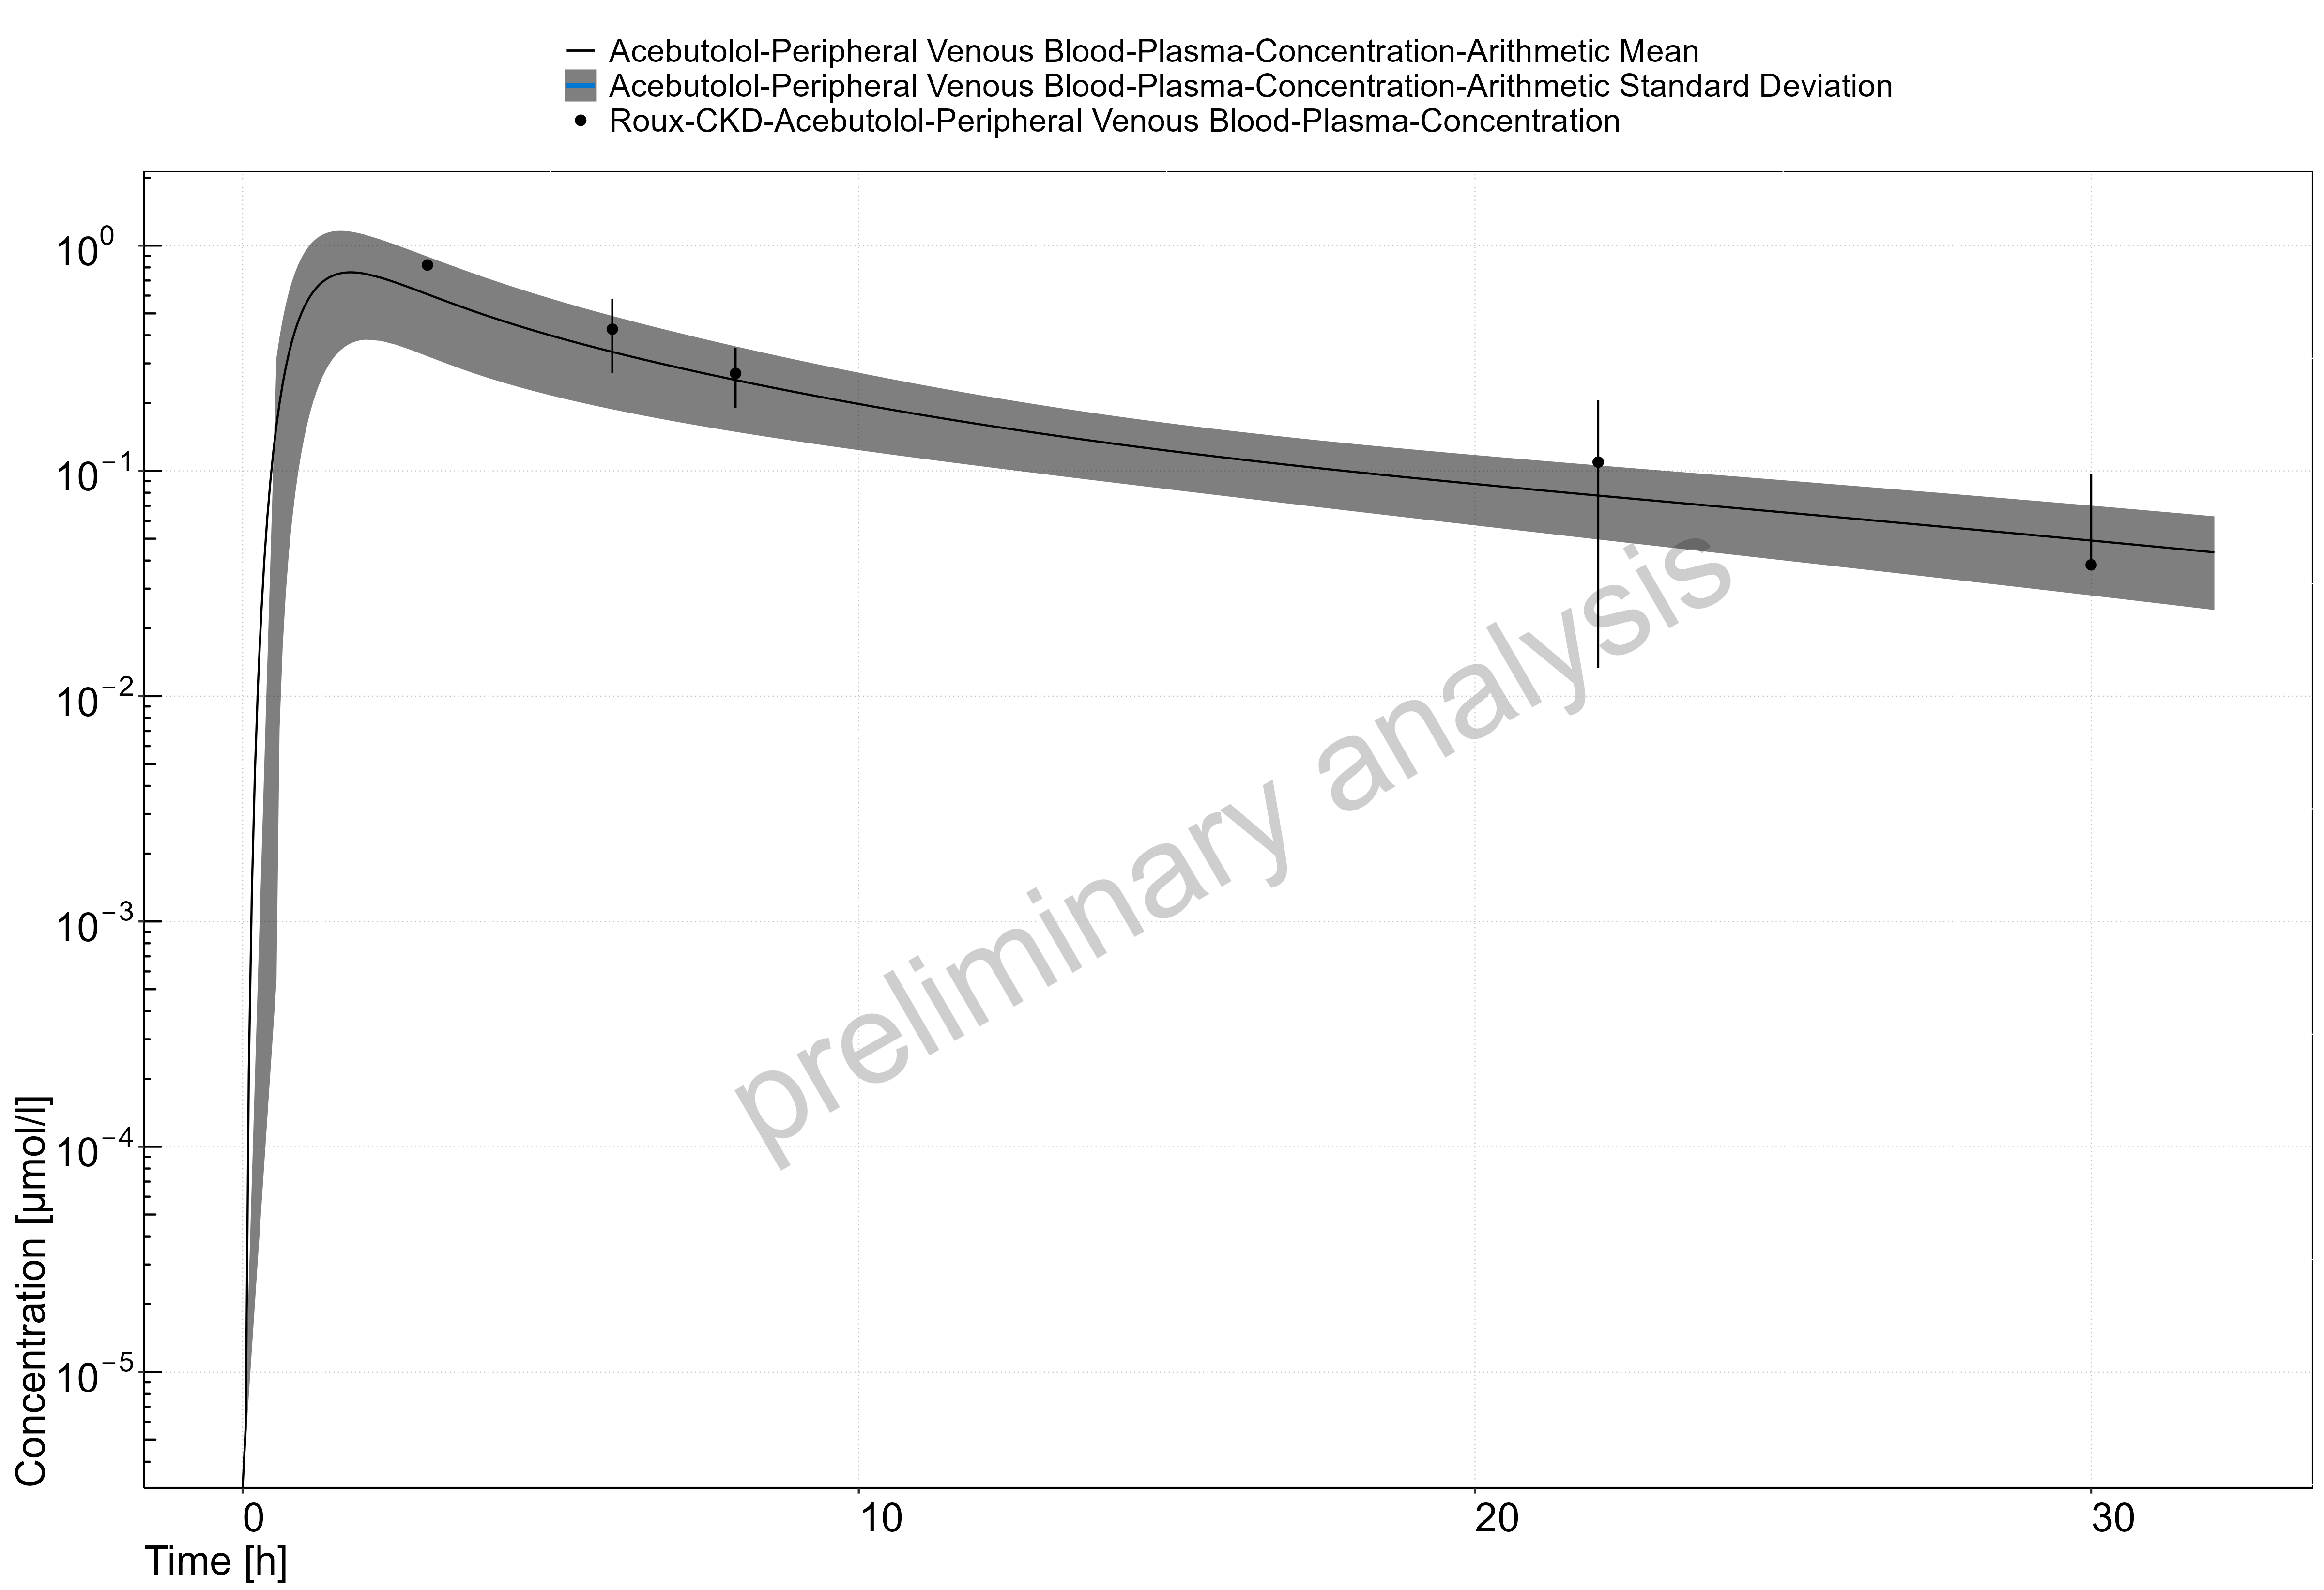 Acebutolol-Peripheral Venous Blood-Plasma-Concentration-Arithmetic Mean
Acebutolol-Peripheral Venous Blood-Plasma-Concentration-Arithmetic Standard Deviation
Roux-CKD-Acebutolol-Peripheral Venous Blood-Plasma-Concentration
Concentration [µmol/l]
10⁰
10⁻¹
10⁻²
10⁻³
10⁻⁴
10⁻⁵
preliminary analysis
0
10
20
30
Time [h]